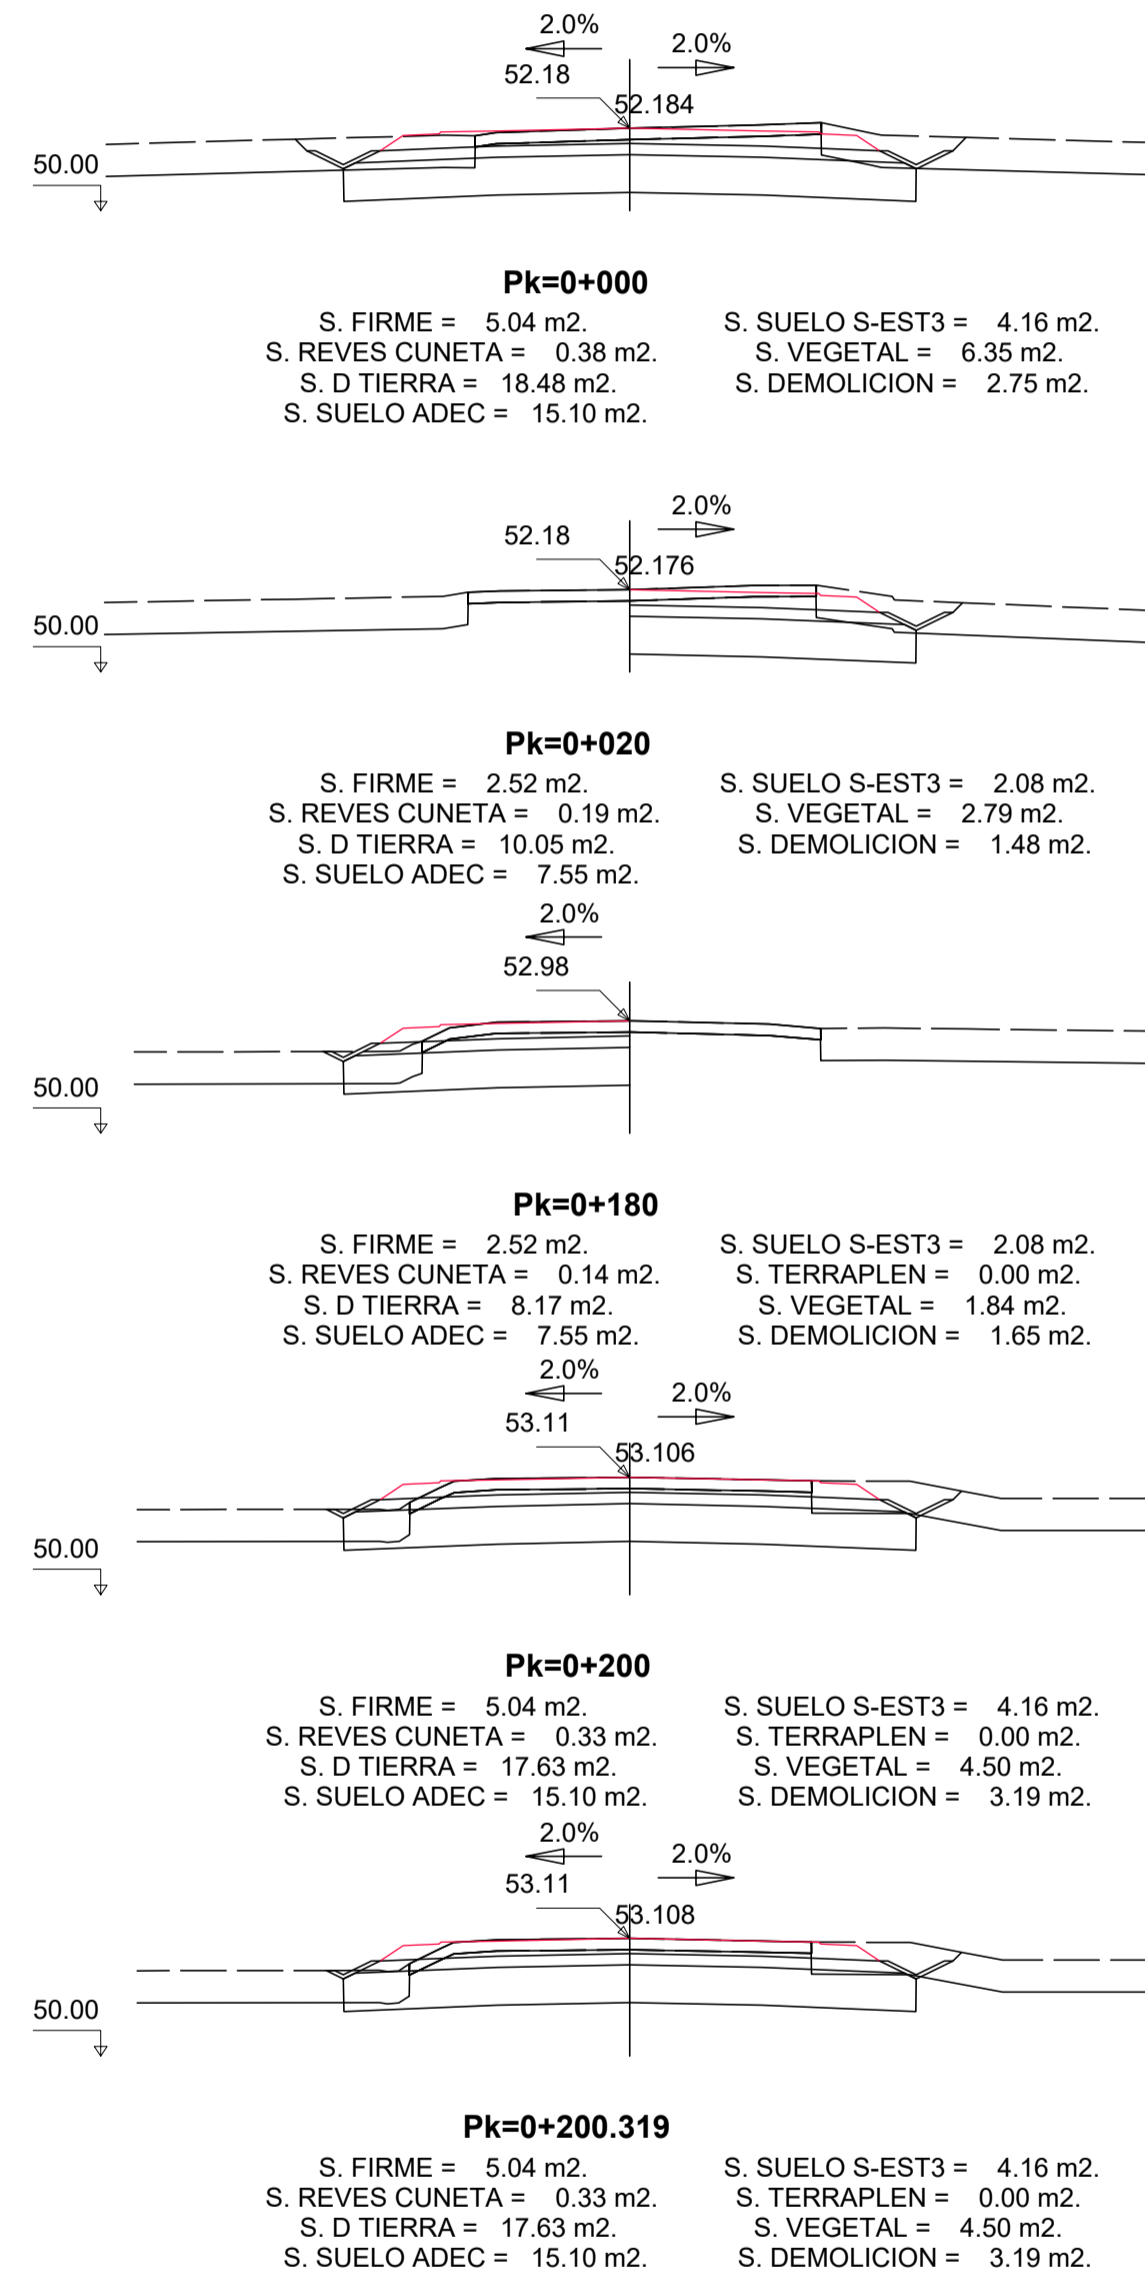 2.0%
2.0%
52.18
52.184
50.00
Pk=0+000
S. FIRME = 5.04 m2. S. SUELO S-EST3 = 4.16 m2.
S. REVES CUNETA = 0.38 m2. S. VEGETAL = 6.35 m2.
S. D TIERRA = 18.48 m2. S. DEMOLICION = 2.75 m2.
S. SUELO ADEC = 15.10 m2.
2.0%
52.18
52.176
50.00
Pk=0+020
S. FIRME = 2.52 m2. S. SUELO S-EST3 = 2.08 m2.
S. REVES CUNETA = 0.19 m2. S. VEGETAL = 2.79 m2.
S. D TIERRA = 10.05 m2. S. DEMOLICION = 1.48 m2.
S. SUELO ADEC = 7.55 m2.
2.0%
52.98
50.00
Pk=0+180
S. FIRME = 2.52 m2. S. SUELO S-EST3 = 2.08 m2.
S. REVES CUNETA = 0.14 m2. S. TERRAPLEN = 0.00 m2.
S. D TIERRA = 8.17 m2. S. VEGETAL = 1.84 m2.
S. SUELO ADEC = 7.55 m2. S. DEMOLICION = 1.65 m2.
2.0%
2.0%
53.11
53.106
50.00
Pk=0+200
S. FIRME = 5.04 m2. S. SUELO S-EST3 = 4.16 m2.
S. REVES CUNETA = 0.33 m2. S. TERRAPLEN = 0.00 m2.
S. D TIERRA = 17.63 m2. S. VEGETAL = 4.50 m2.
S. SUELO ADEC = 15.10 m2. S. DEMOLICION = 3.19 m2.
2.0%
2.0%
53.11
53.108
50.00
Pk=0+200.319
S. FIRME = 5.04 m2. S. SUELO S-EST3 = 4.16 m2.
S. REVES CUNETA = 0.33 m2. S. TERRAPLEN = 0.00 m2.
S. D TIERRA = 17.63 m2. S. VEGETAL = 4.50 m2.
S. SUELO ADEC = 15.10 m2. S. DEMOLICION = 3.19 m2.